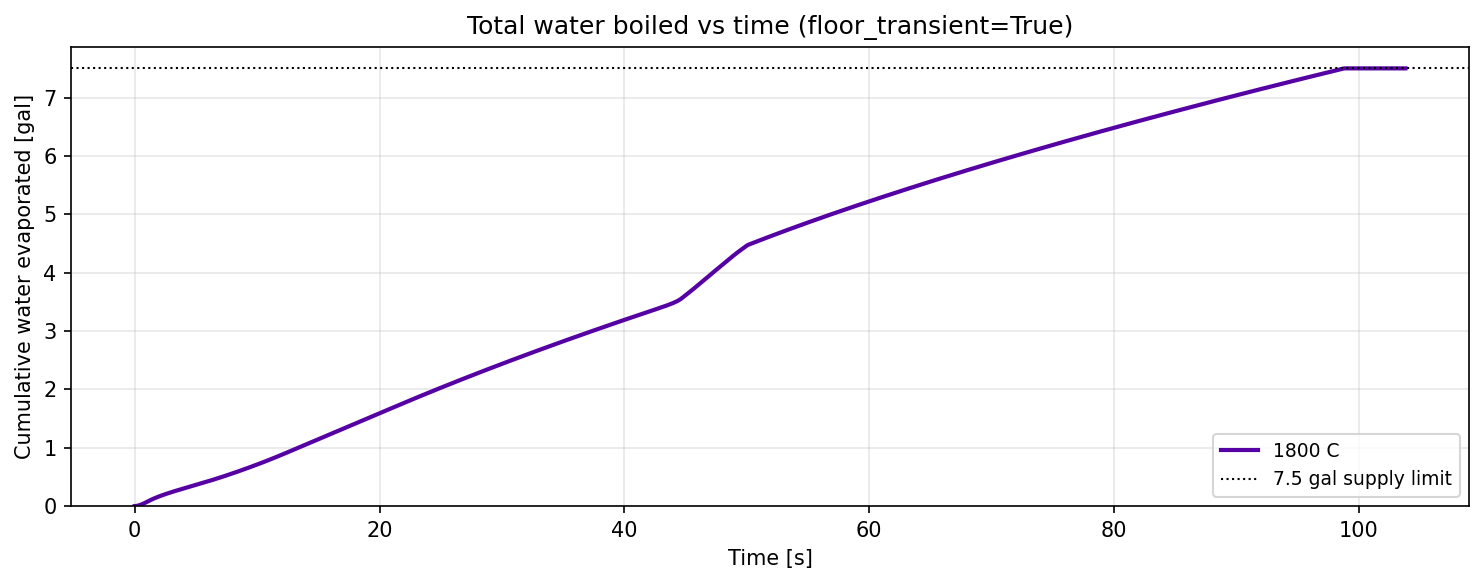 Total water boiled vs time (floor_transient=True)
Cumulative water evaporated [gal]
7
6
5
4
3
2
1
0
0 20 40 60 80 100
Time [s]
1800 C
7.5 gal supply limit